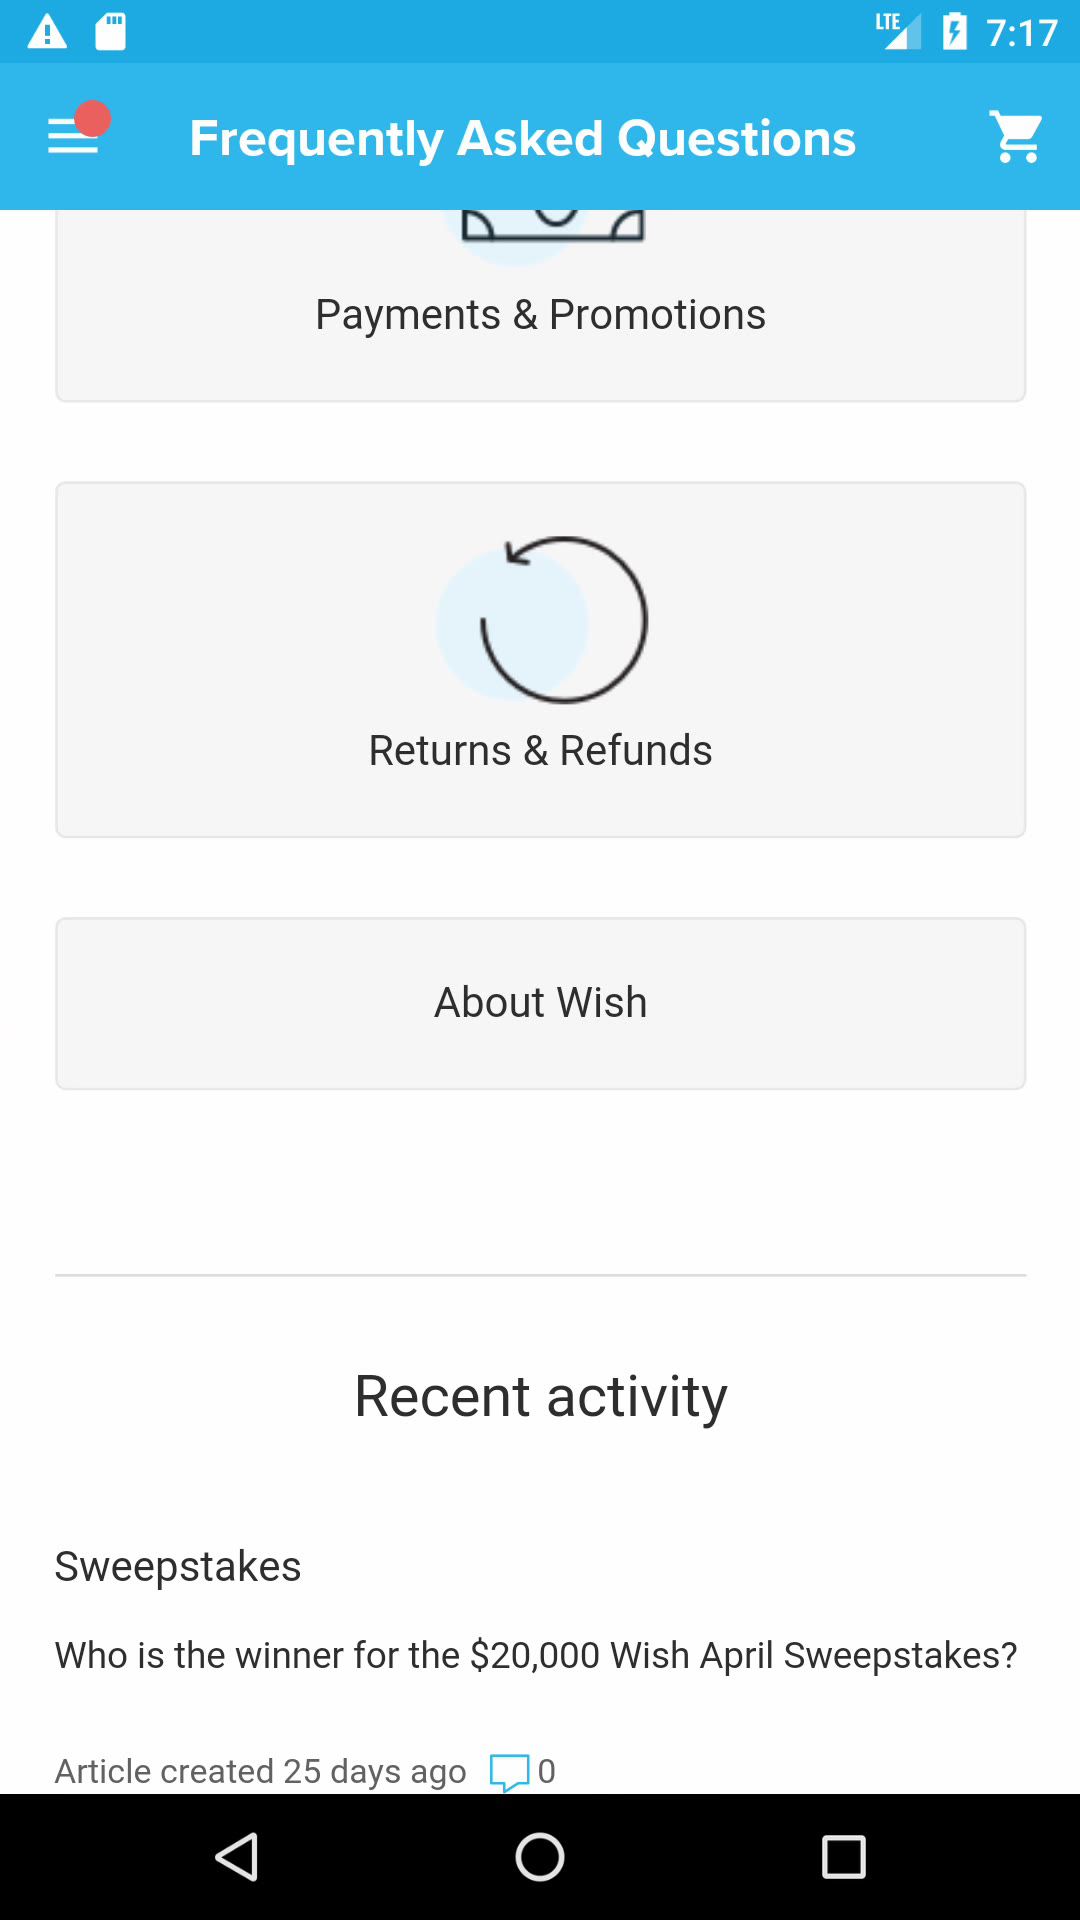 LTE 7:17
Frequently Asked Questions
Payments & Promotions
Returns & Refunds
About Wish
Recent activity
Sweepstakes
Who is the winner for the $20,000 Wish April Sweepstakes?
Article created 25 days ago 0